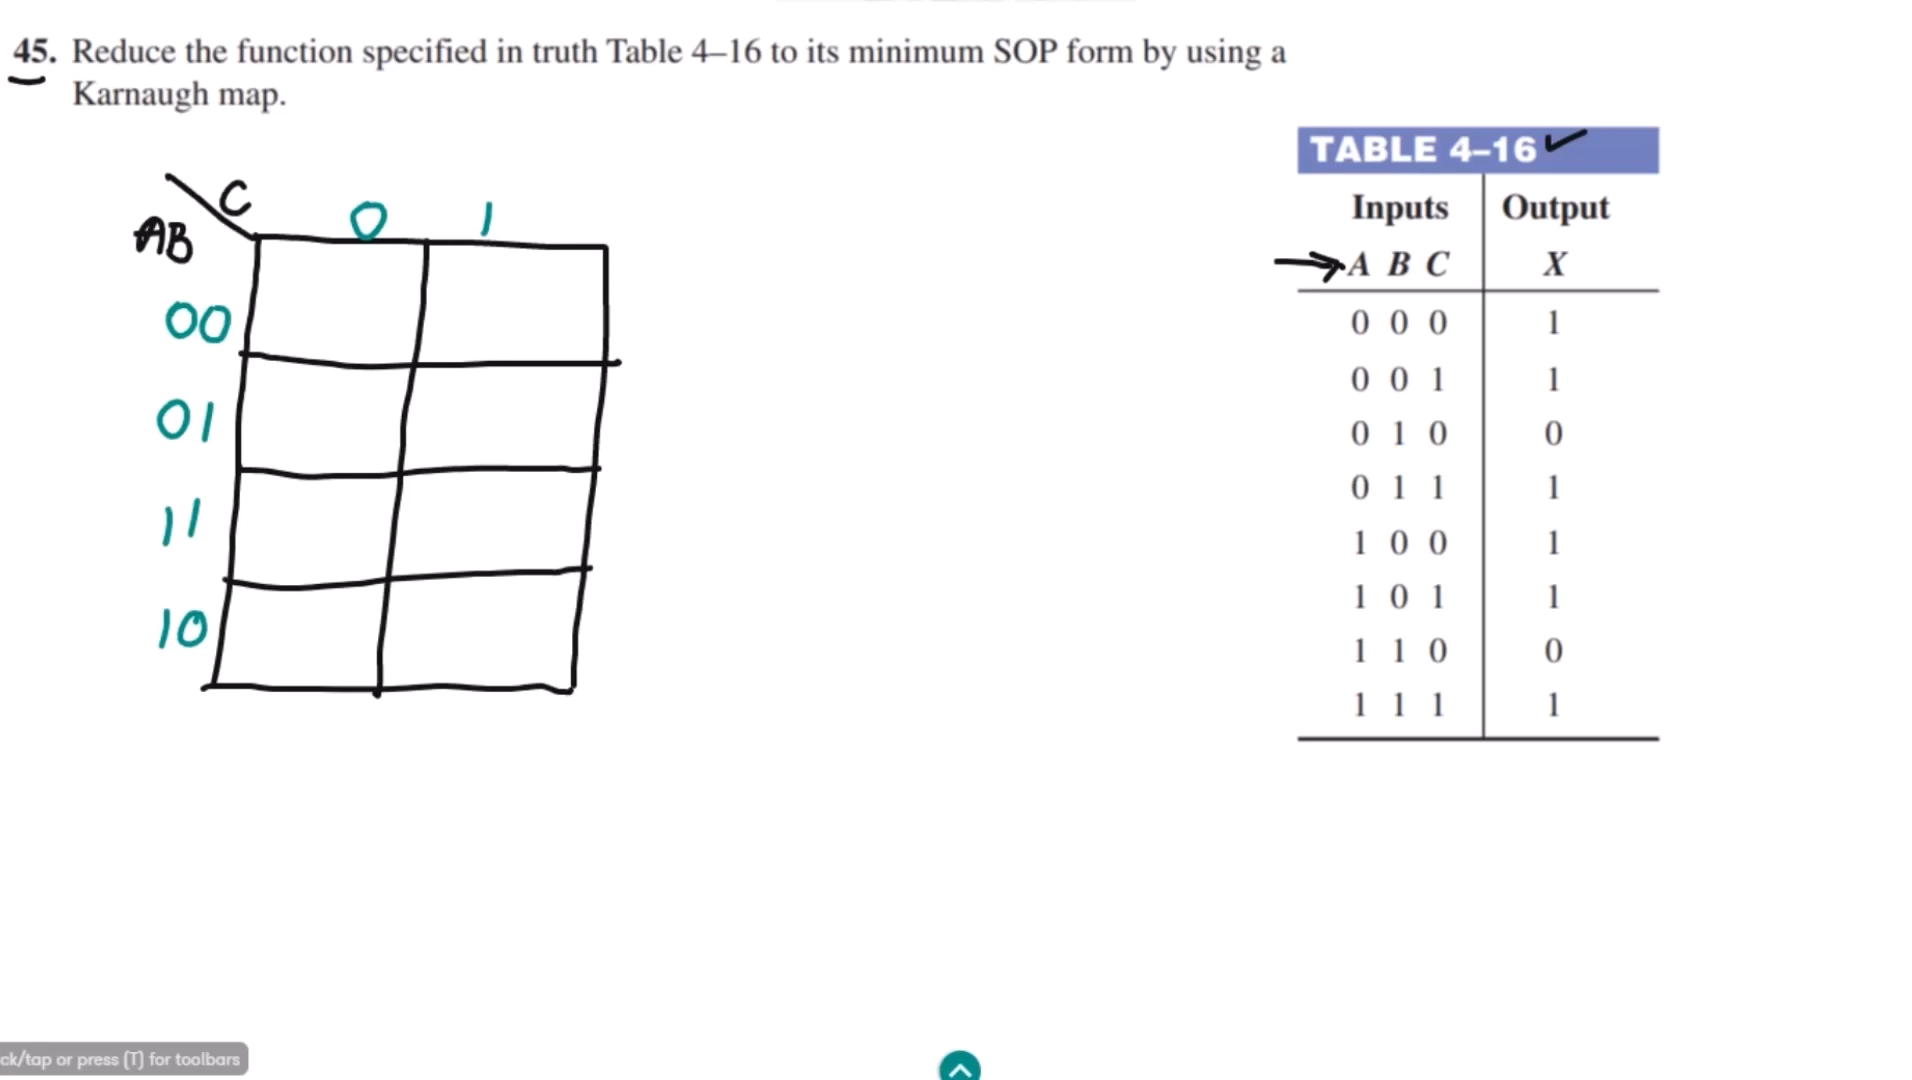 45. Reduce the function specified in truth Table 4–16 to its minimum SOP form by using a
Karnaugh map.
C
AB
0 1
00
01
11
10
TABLE 4–16
Inputs Output
A B C X
0 0 0 1
0 0 1 1
0 1 0 0
0 1 1 1
1 0 0 1
1 0 1 1
1 1 0 0
1 1 1 1
ck/tap or press (T) for toolbars